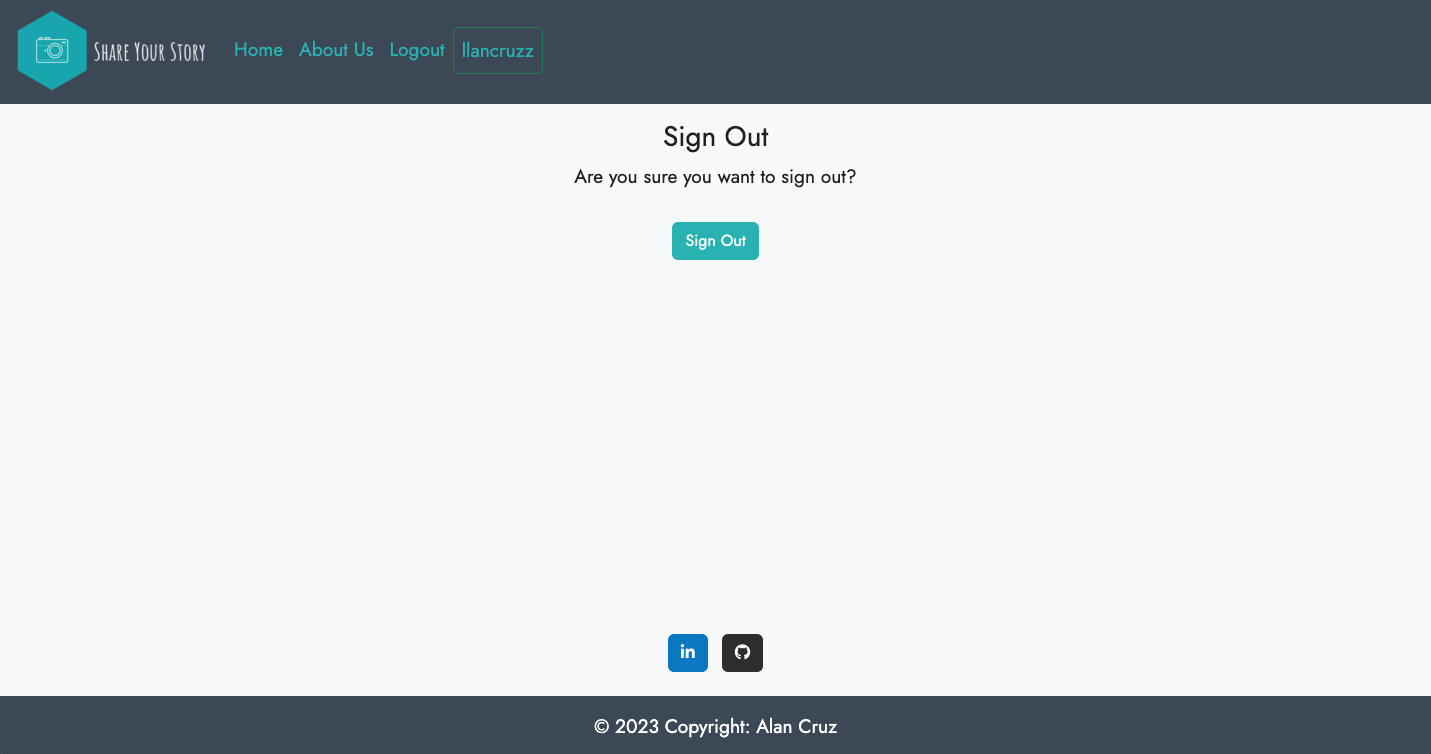 Share Your Story Home About Us Logout llancruzz
Sign Out
Are you sure you want to sign out?
Sign Out
in
© 2023 Copyright: Alan Cruz